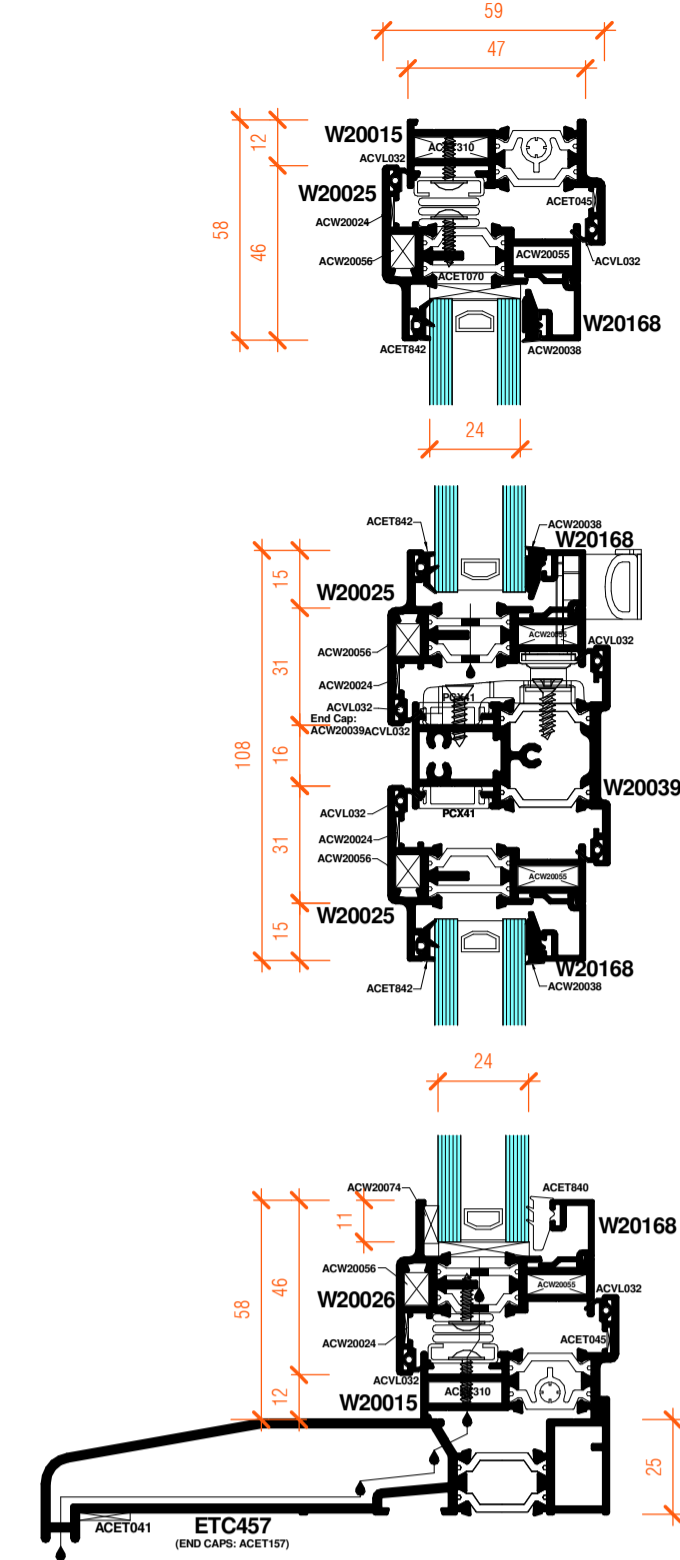 59
47
W20015
12
ACET310
ACVL032
W20025
ACET045
ACW20024
58
46
ACW20056
ACW20055
ACVL032
ACET070
W20168
ACET842
ACW20038
24
ACET842
ACW20038
W20168
15
W20025
ACW20055
ACVL032
ACW20056
31
ACW20024
PCX41
ACVL032
End Cap:
ACW20039
ACVL032
108
16
W20039
ACVL032
PCX41
ACW20024
31
ACW20056
ACW20055
W20025
15
W20168
ACET842
ACW20038
24
ACW20074
ACET840
11
W20168
ACW20056
46
ACW20055
ACVL032
58
W20026
ACW20024
ACET045
ACVL032
12
W20015
ACET310
25
ACET041
ETC457
(END CAPS: ACET157)